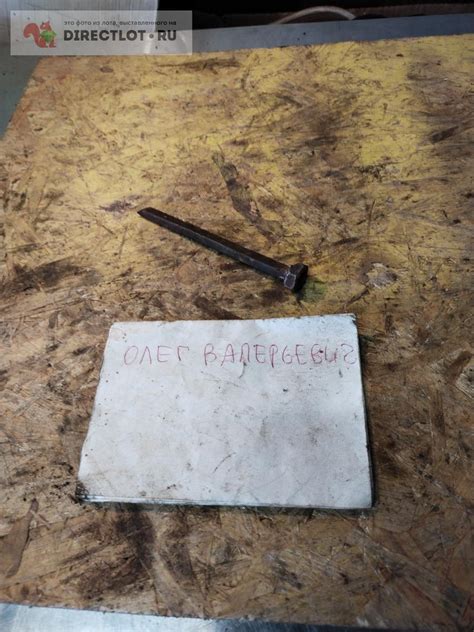 это фото из лота, выставленного на
DIRECTLOT.RU
ОЛЕГ ВАЛЕРЬЕВИЧ